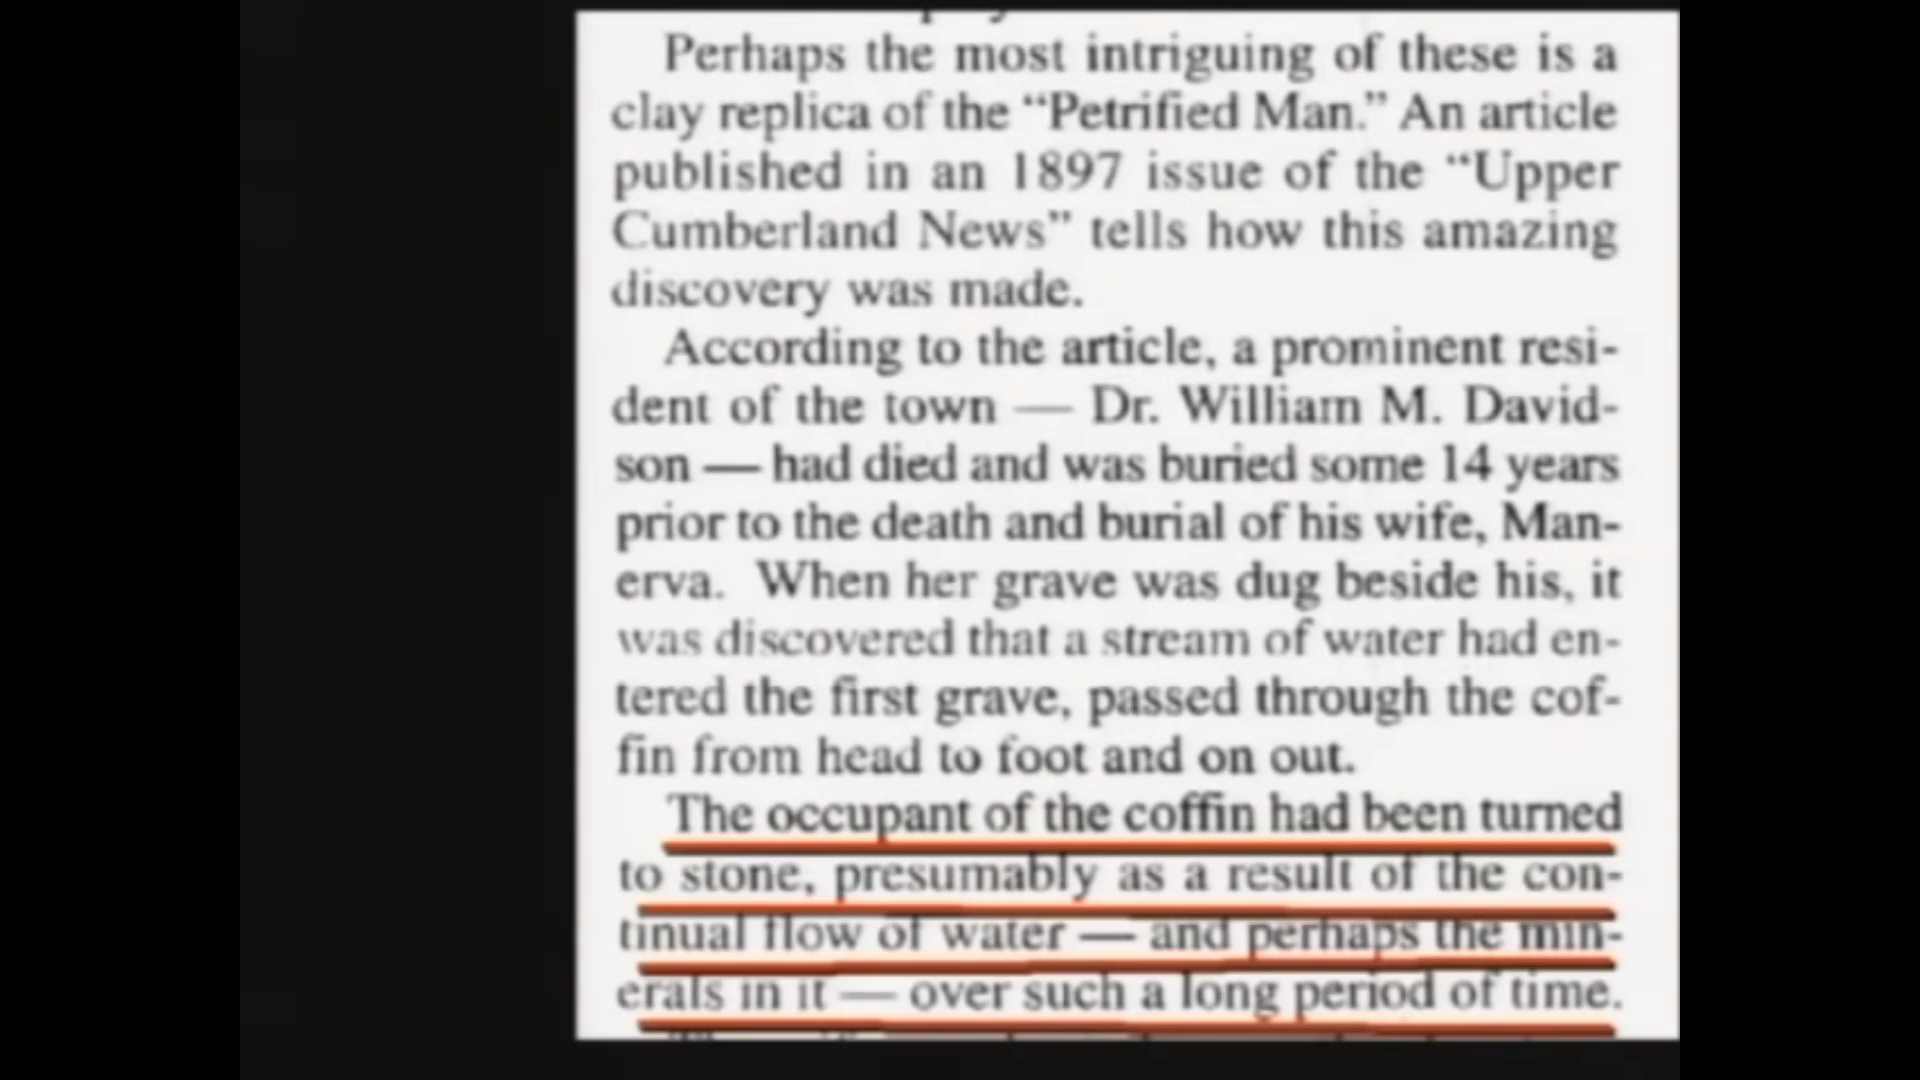 Perhaps the most intriguing of these is a
clay replica of the “Petrified Man.” An article
published in an 1897 issue of the “Upper
Cumberland News” tells how this amazing
discovery was made.
According to the article, a prominent resi-
dent of the town — Dr. William M. David-
son — had died and was buried some 14 years
prior to the death and burial of his wife, Man-
erva. When her grave was dug beside his, it
was discovered that a stream of water had en-
tered the first grave, passed through the cof-
fin from head to foot and on out.
The occupant of the coffin had been turned
to stone, presumably as a result of the con-
tinual flow of water — and perhaps the min-
erals in it — over such a long period of time.